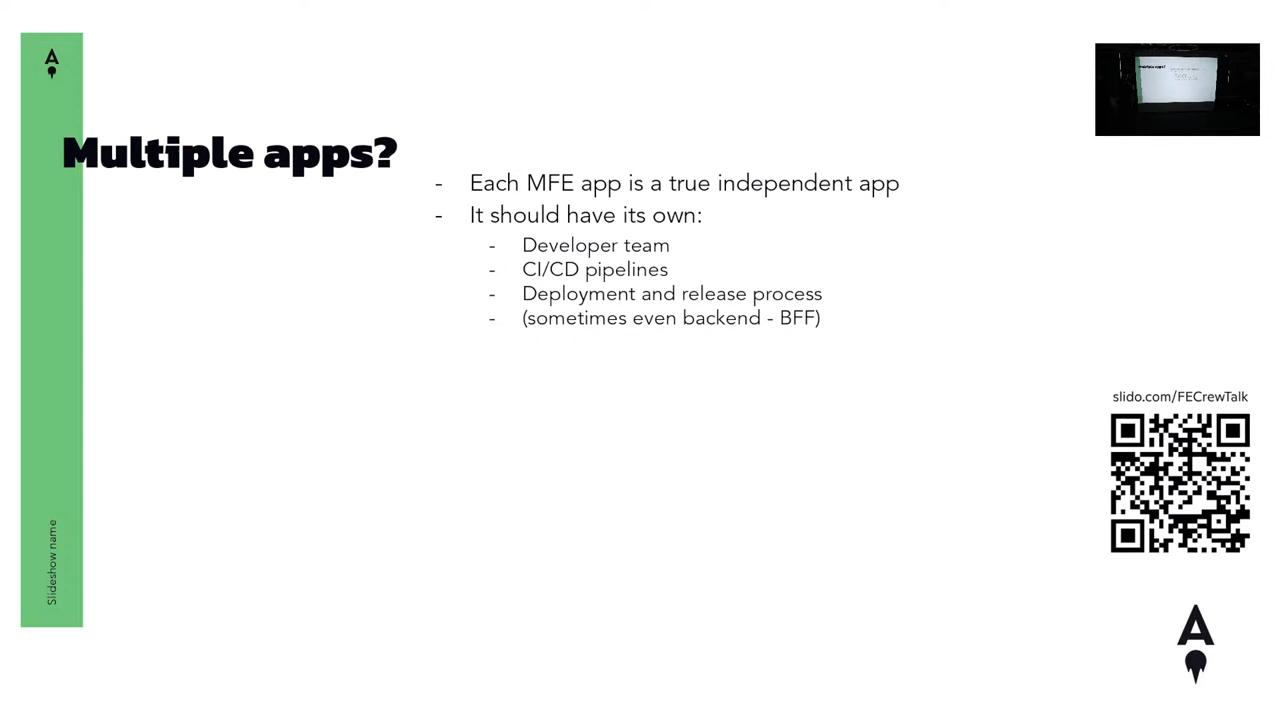 Multiple apps?
- Each MFE app is a true independent app
- It should have its own:
- Developer team
- CI/CD pipelines
- Deployment and release process
- (sometimes even backend - BFF)
slido.com/FECrewTalk
Slideshow name